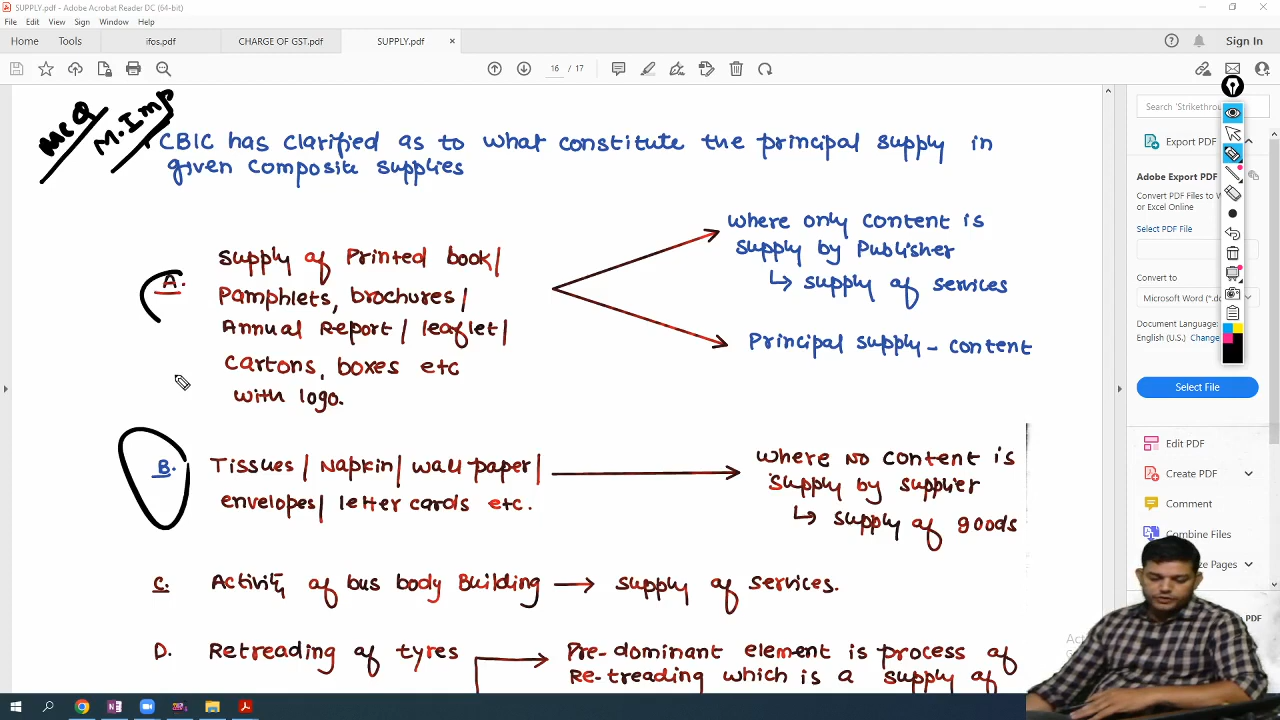 SUPPLY.pdf - Adobe Acrobat Reader DC (64-bit)
File Edit View Sign Window Help
Home Tools ifos.pdf CHARGE OF GST.pdf SUPPLY.pdf × Sign In
16 / 17
MCQ
M.Imp
CBIC has clarified as to what constitute the principal supply in
given composite supplies
A. Supply of Printed book/
Pamphlets, brochures/
Annual Report/ leaflet/
Cartons, boxes etc
with logo.
where only content is
supply by Publisher
↳ supply of services
Principal supply - content
B. Tissues/ Napkin/ wall paper/
envelopes/ letter cards etc.
where no content is
supply by supplier
↳ supply of goods
C. Activity of bus body Building → supply of services.
D. Retreading of tyres
Pre-dominant element is process of
Re-treading which is a supply of
Search 'Strikethrou
Export PDF
Adobe Export PDF
Convert PDF Files to W
or Excel Online
Select PDF File
Convert to
Microsoft Word (*.do
Document Language:
English (U.S.) Change
Select File
Edit PDF
Create PDF
Comment
Combine Files
ze Pages
PDF